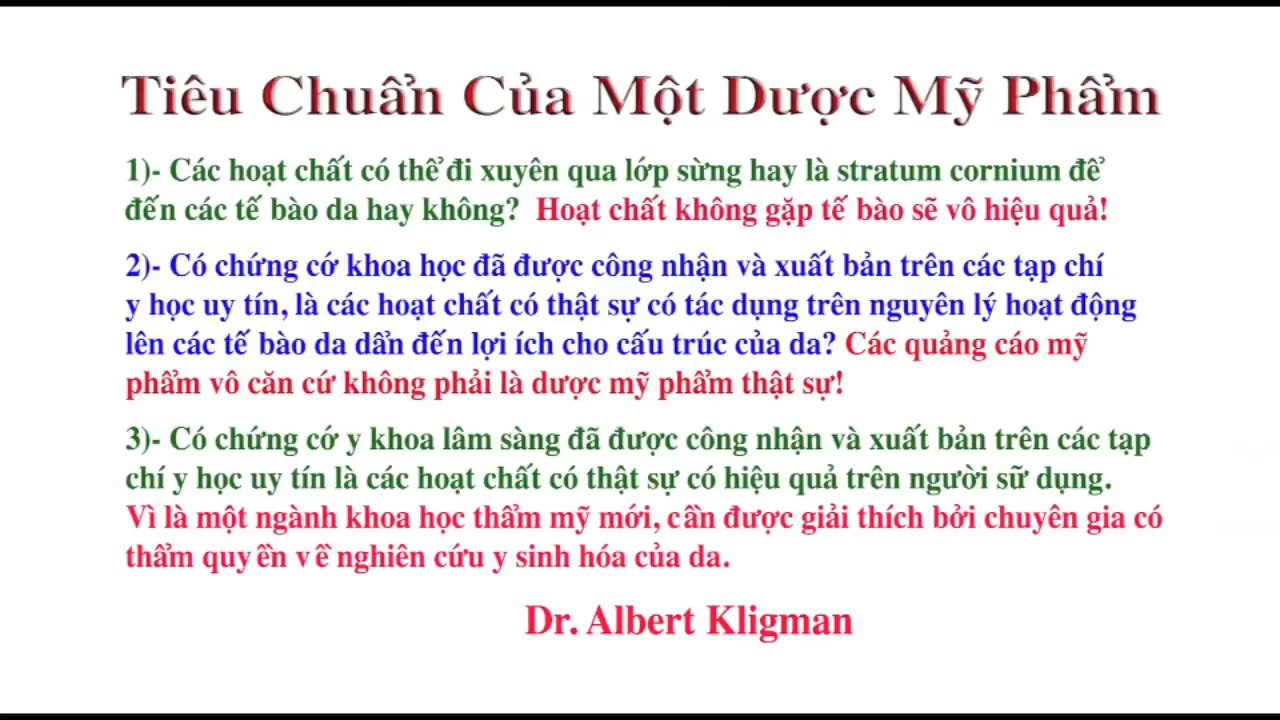 Tiêu Chuẩn Của Một Dược Mỹ Phẩm
1)- Các hoạt chất có thể đi xuyên qua lớp sừng hay là stratum cornium để
đến các tế bào da hay không? Hoạt chất không gặp tế bào sẽ vô hiệu quả!
2)- Có chứng cớ khoa học đã được công nhận và xuất bản trên các tạp chí
y học uy tín, là các hoạt chất có thật sự có tác dụng trên nguyên lý hoạt động
lên các tế bào da dẩn đến lợi ích cho cấu trúc của da? Các quảng cáo mỹ
phẩm vô căn cứ không phải là dược mỹ phẩm thật sự!
3)- Có chứng cớ y khoa lâm sàng đã được công nhận và xuất bản trên các tạp
chí y học uy tín là các hoạt chất có thật sự có hiệu quả trên người sữ dụng.
Vì là một ngành khoa học thẩm mỹ mới, cần được giải thích bởi chuyên gia có
thẩm quyền về nghiên cứu y sinh hóa của da.
Dr. Albert Kligman